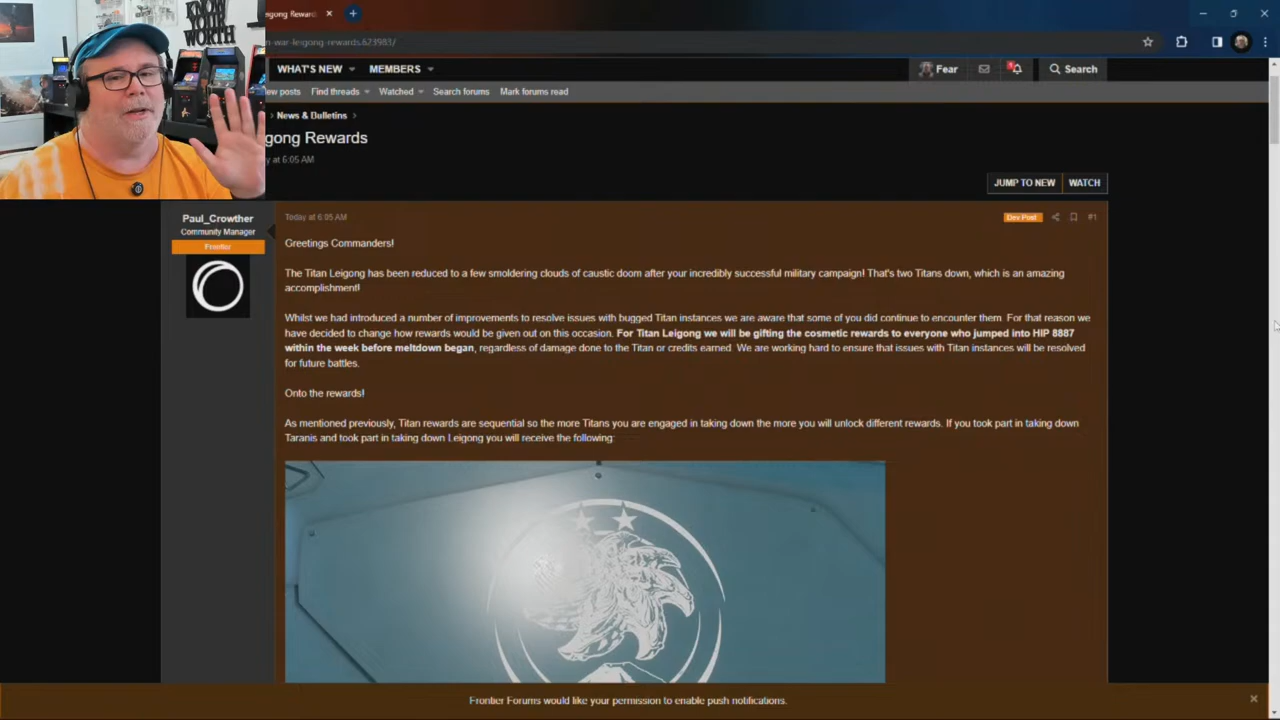 KNOW
YOUR
WORTH
igong Reward
n-war-leigong-rewards.623983/
WHAT'S NEW MEMBERS Fear Search
ew posts Find threads Watched Search forums Mark forums read
News & Bulletins
gong Rewards
y at 6:05 AM
JUMP TO NEW WATCH
Paul_Crowther
Community Manager
Frontier
Today at 6:05 AM Dev Post #1
Greetings Commanders!
The Titan Leigong has been reduced to a few smoldering clouds of caustic doom after your incredibly successful military campaign! That's two Titans down, which is an amazing
accomplishment!
Whilst we had introduced a number of improvements to resolve issues with bugged Titan instances we are aware that some of you did continue to encounter them. For that reason we
have decided to change how rewards would be given out on this occasion. For Titan Leigong we will be gifting the cosmetic rewards to everyone who jumped into HIP 8887
within the week before meltdown began, regardless of damage done to the Titan or credits earned. We are working hard to ensure that issues with Titan instances will be resolved
for future battles.
Onto the rewards!
As mentioned previously, Titan rewards are sequential so the more Titans you are engaged in taking down the more you will unlock different rewards. If you took part in taking down
Taranis and took part in taking down Leigong you will receive the following:
Frontier Forums would like your permission to enable push notifications.